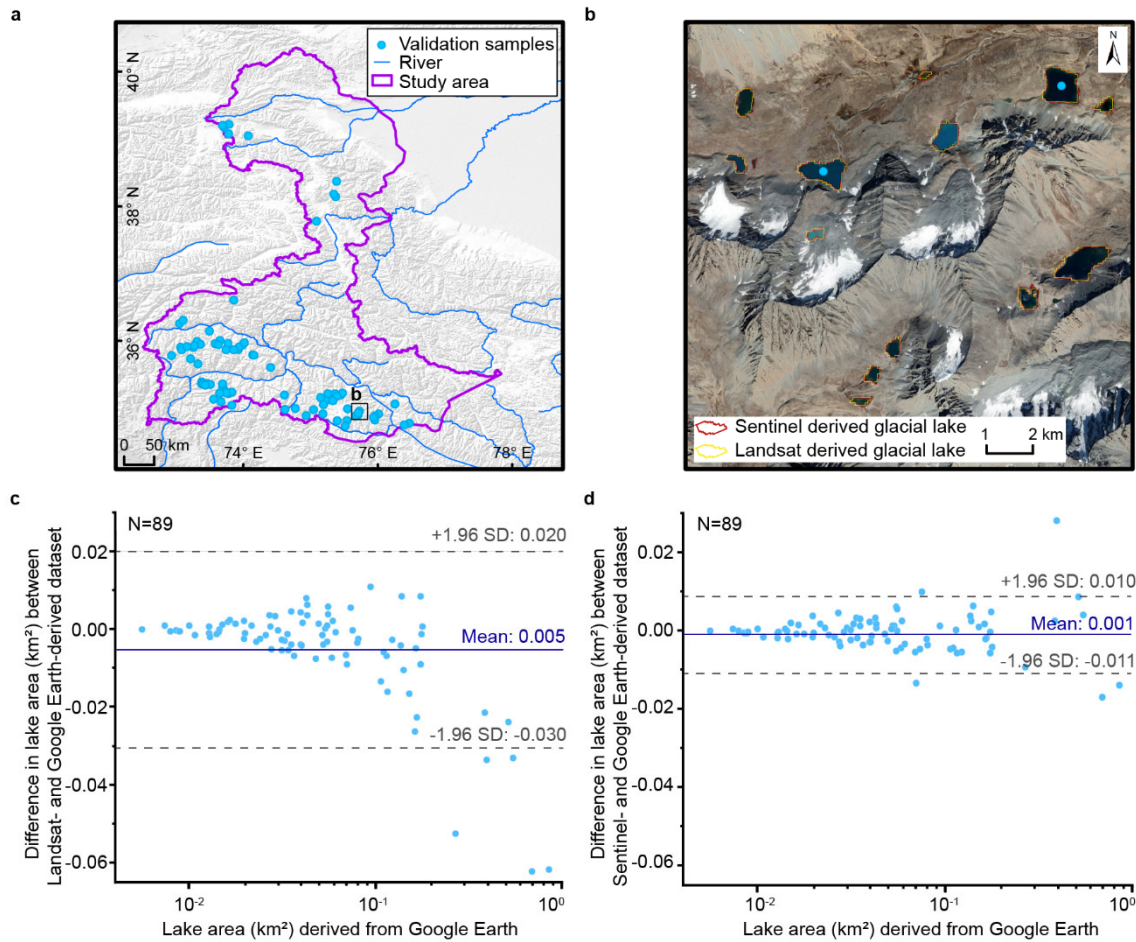 a
Validation samples
River
Study area
40° N
38° N
36° N
b
0 50 km
74° E
76° E
78° E
b
N
Sentinel derived glacial lake
Landsat derived glacial lake
1 2 km
c
N=89
+1.96 SD: 0.020
Mean: 0.005
-1.96 SD: -0.030
0.02
0.00
-0.02
-0.04
-0.06
Difference in lake area (km²) between
Landsat- and Google Earth-derived dataset
10⁻²
10⁻¹
10⁰
Lake area (km²) derived from Google Earth
d
N=89
+1.96 SD: 0.010
Mean: 0.001
-1.96 SD: -0.011
0.02
0.00
-0.02
-0.04
-0.06
Difference in lake area (km²) between
Sentinel- and Google Earth-derived dataset
10⁻²
10⁻¹
10⁰
Lake area (km²) derived from Google Earth